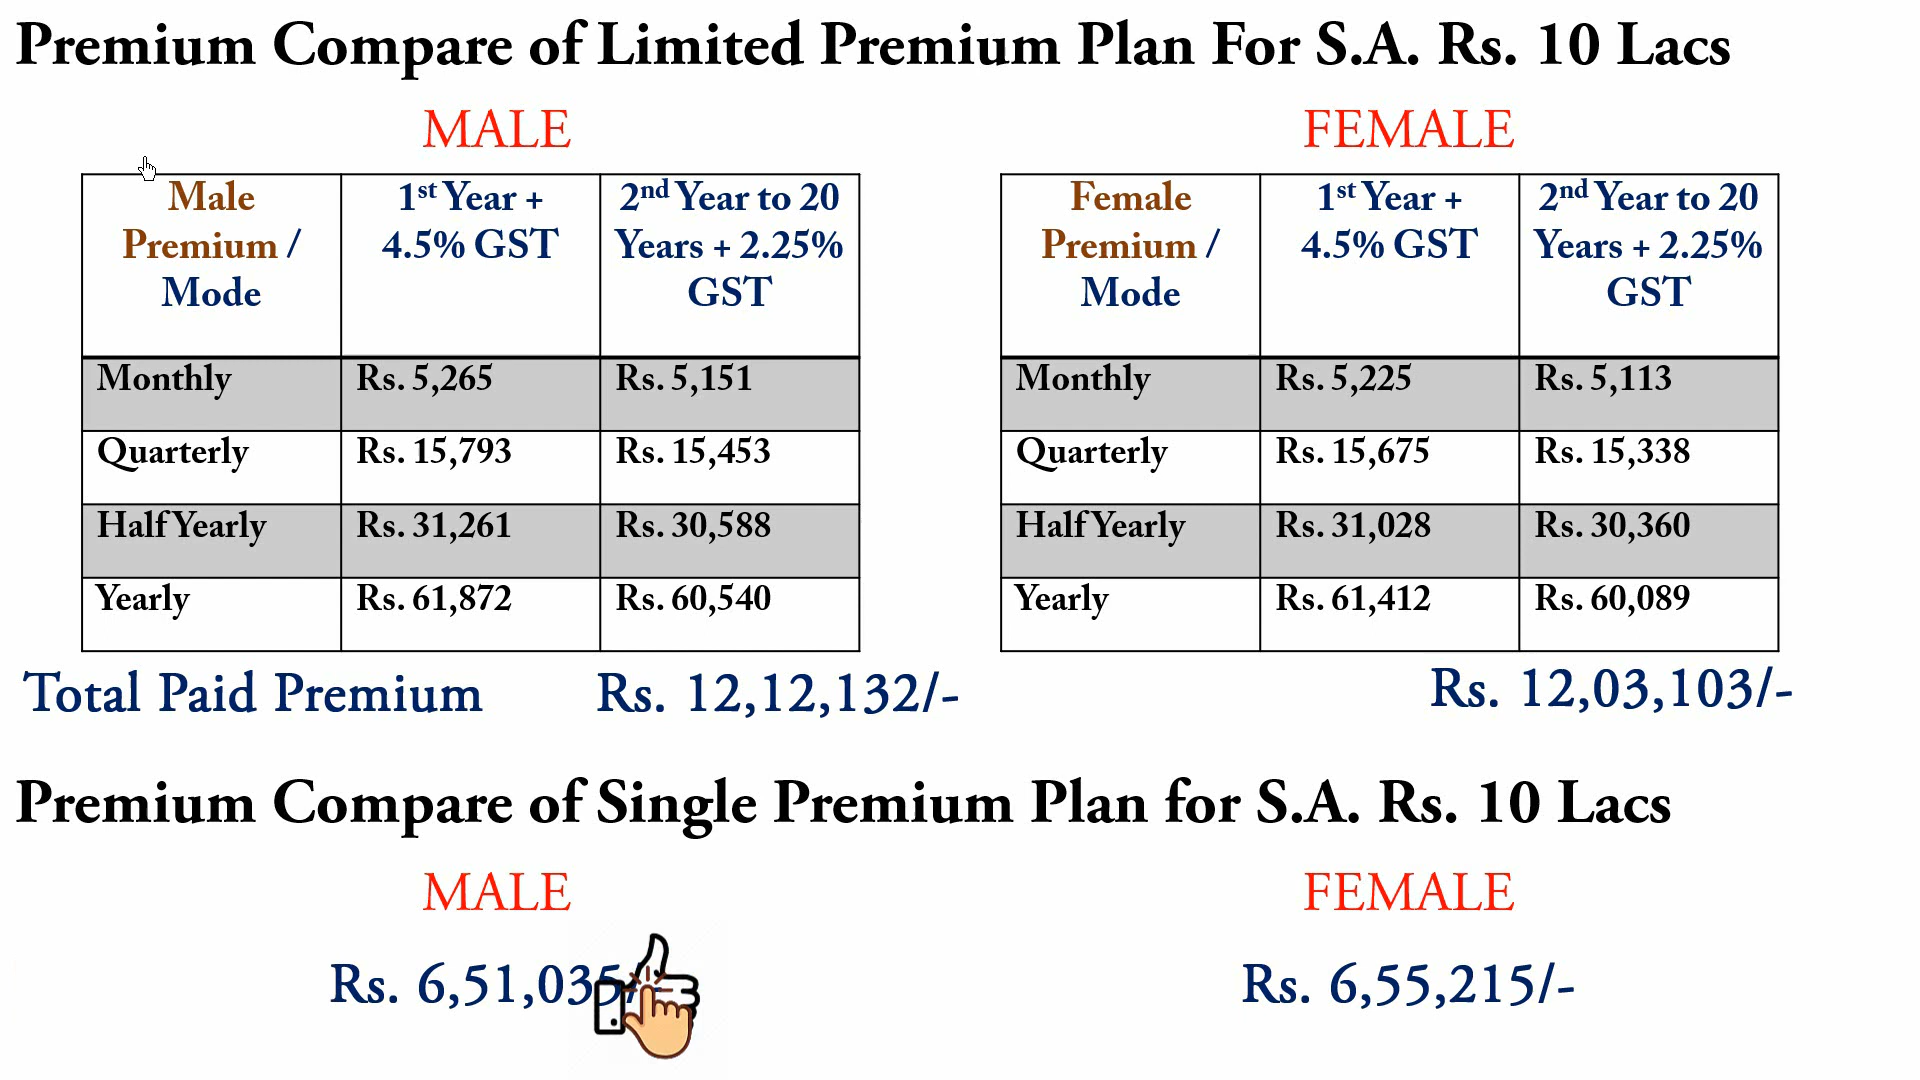 Premium Compare of Limited Premium Plan For S.A. Rs. 10 Lacs
MALE
Male Premium / Mode
1st Year + 4.5% GST
2nd Year to 20 Years + 2.25% GST
Monthly Rs. 5,265 Rs. 5,151
Quarterly Rs. 15,793 Rs. 15,453
Half Yearly Rs. 31,261 Rs. 30,588
Yearly Rs. 61,872 Rs. 60,540
FEMALE
Female Premium / Mode
1st Year + 4.5% GST
2nd Year to 20 Years + 2.25% GST
Monthly Rs. 5,225 Rs. 5,113
Quarterly Rs. 15,675 Rs. 15,338
Half Yearly Rs. 31,028 Rs. 30,360
Yearly Rs. 61,412 Rs. 60,089
Total Paid Premium Rs. 12,12,132/- Rs. 12,03,103/-
Premium Compare of Single Premium Plan for S.A. Rs. 10 Lacs
MALE
Rs. 6,51,035/-
FEMALE
Rs. 6,55,215/-